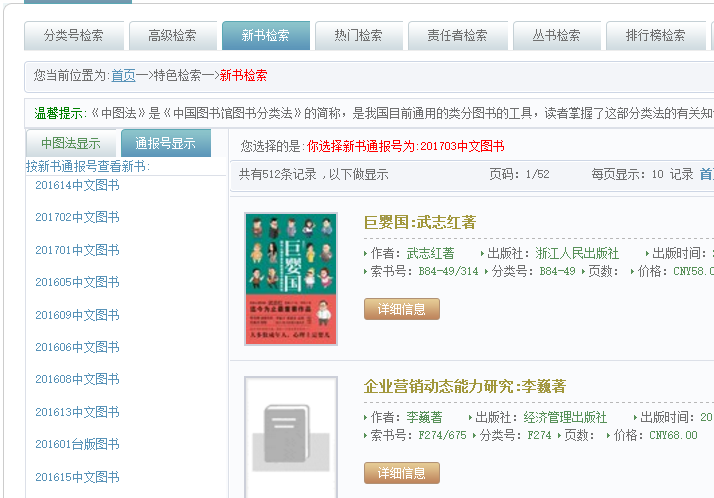 分类号检索 高级检索 新书检索 热门检索 责任者检索 丛书检索 排行榜检索
您当前位置为:首页—>特色检索—>新书检索
温馨提示:《中图法》是《中国图书馆图书分类法》的简称，是我国目前通用的类分图书的工具，读者掌握了这部分类法的有关知
中图法显示 通报号显示
按新书通报号查看新书:
201614中文图书
201702中文图书
201701中文图书
201605中文图书
201609中文图书
201606中文图书
201608中文图书
201613中文图书
201601台版图书
201615中文图书
您选择的是:你选择新书通报号为:201703中文图书
共有512条记录 ,以下做显示 页码: 1/52 每页显示: 10 记录 首
巨婴国
武志红
迄今为止最重要作品
巨婴国:武志红著
作者: 武志红著 出版社: 浙江人民出版社 出版时间:
索书号: B84-49/314 分类号: B84-49 页数: 价格: CNY58.0
详细信息
企业营销动态能力研究:李巍著
作者: 李巍著 出版社: 经济管理出版社 出版时间: 20
索书号: F274/675 分类号: F274 页数: 价格: CNY68.00
详细信息